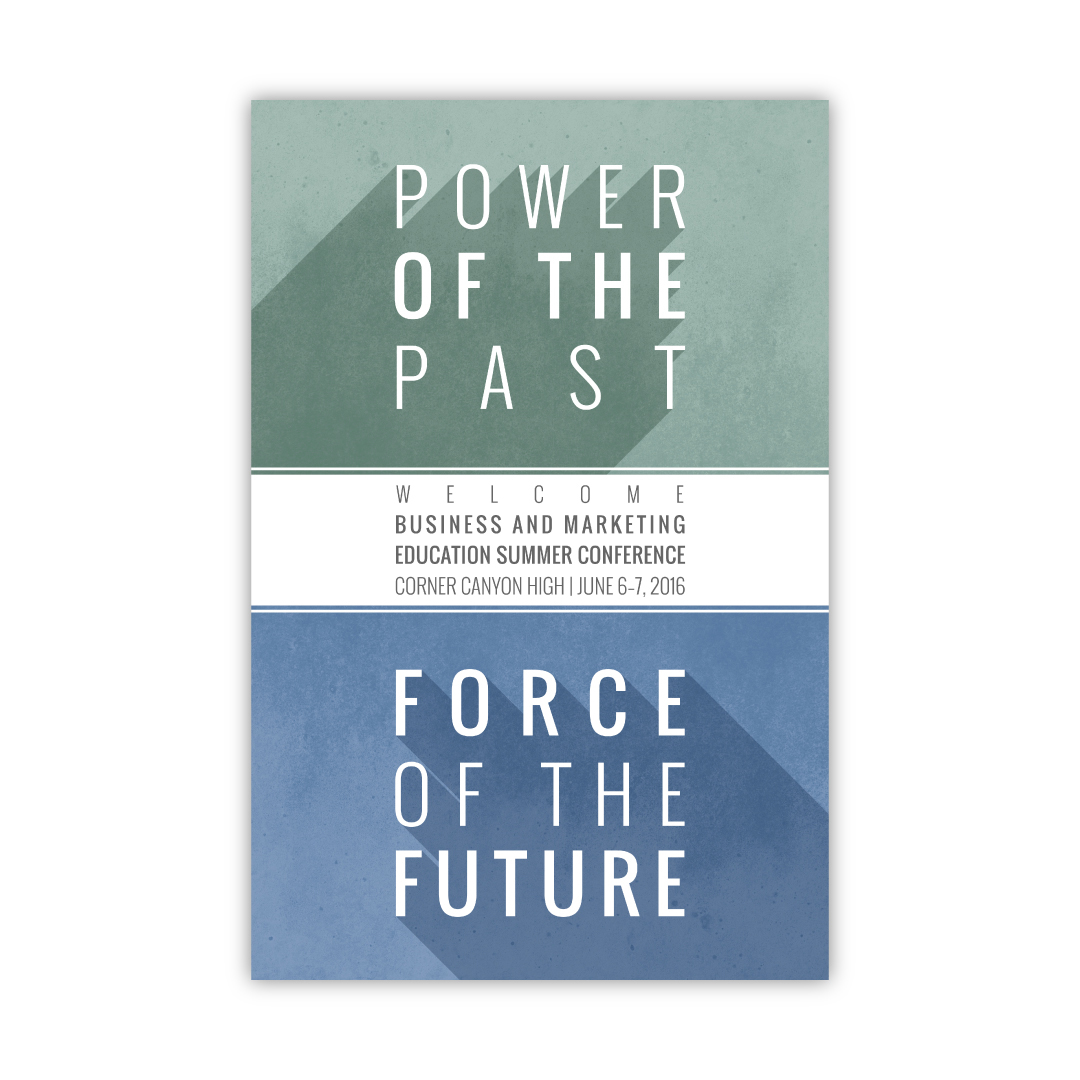 POWER
OF THE
PAST
WELCOME
BUSINESS AND MARKETING
EDUCATION SUMMER CONFERENCE
CORNER CANYON HIGH | JUNE 6-7, 2016
FORCE
OF THE
FUTURE